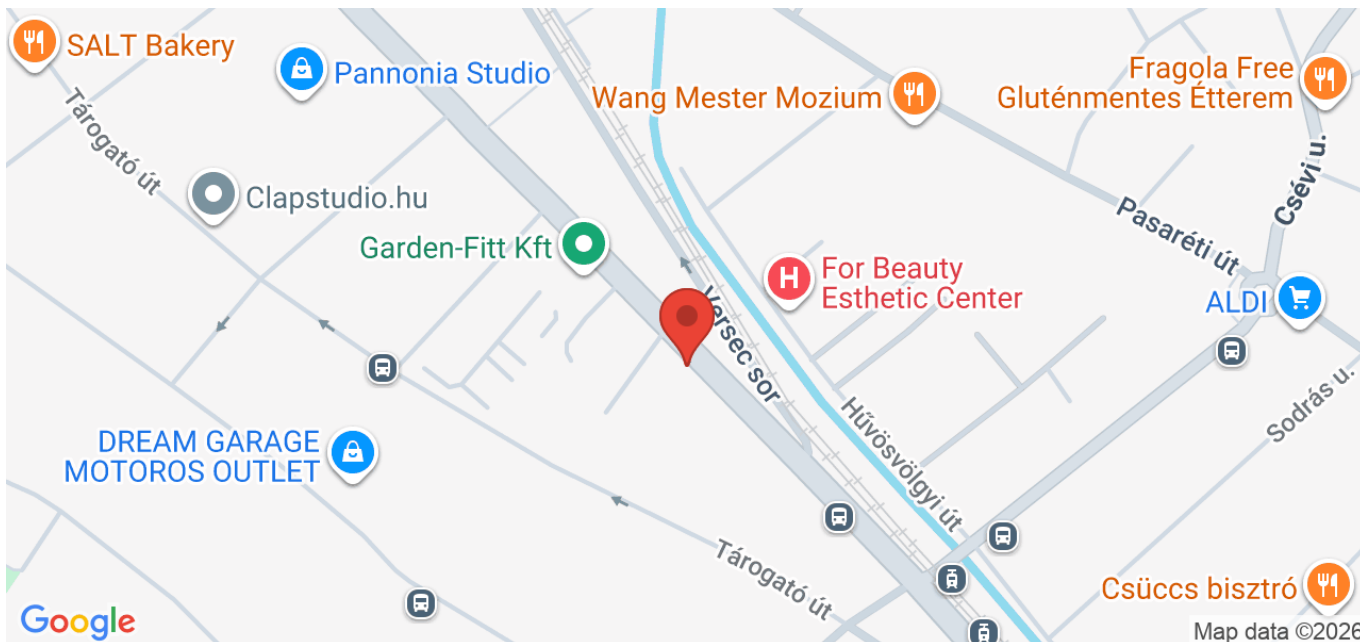 SALT Bakery
Pannonia Studio
Wang Mester Mozium
Fragola Free
Gluténmentes Étterem
Tárogató út
Csévi u.
Clapstudio.hu
Pasaréti út
Garden-Fitt Kft
For Beauty
Esthetic Center
H
ALDI
Versec sor
Sodrás u.
Hűvösvölgyi út
DREAM GARAGE
MOTOROS OUTLET
Tárogató út
Csüccs bisztró
Google
Map data ©2026